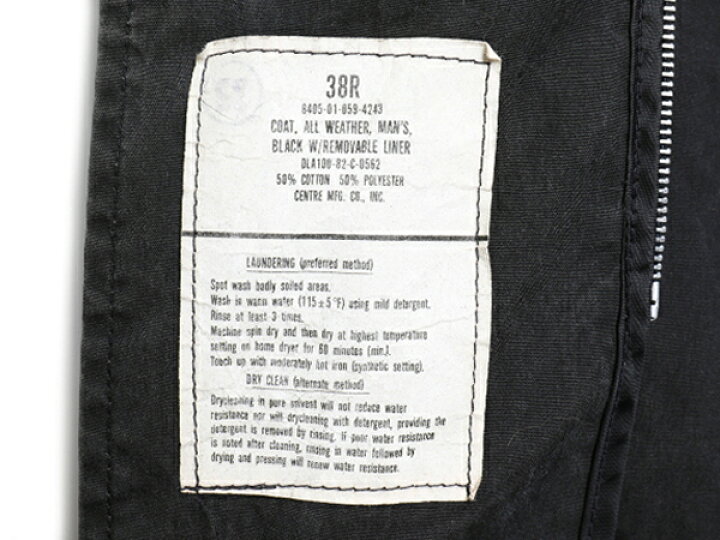 38R
8405-01-059-4243
COAT, ALL WEATHER, MAN'S,
BLACK W/REMOVABLE LINER
DLA100-82-C-0562
50% COTTON 50% POLYESTER
CENTRE MFG. CO., INC.
LAUNDERING (preferred method)
Spot wash badly soiled areas.
Wash in warm water (115 ± 5 °F) using mild detergent.
Rinse at least 3 times.
Machine spin dry and then dry at highest temperature
setting on home dryer for 60 minutes (min.).
Touch up with moderately hot iron (synthetic setting).
DRY CLEAN (alternate method)
Drycleaning in pure solvent will not reduce water
resistance nor will drycleaning with detergent, providing the
detergent is removed by rinsing. If poor water resistance
is noted after cleaning, rinsing in water followed by
drying and pressing will renew water resistance.